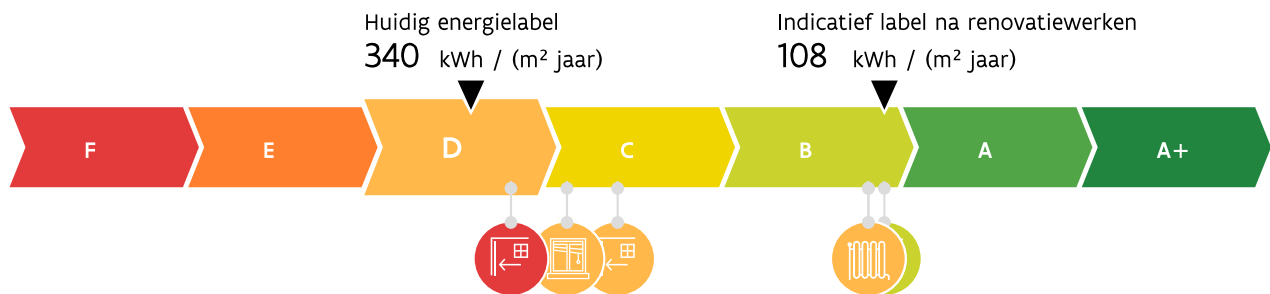 Huidig energielabel
340 kWh / (m² jaar)
Indicatief label na renovatiewerken
108 kWh / (m² jaar)
F E D C B A A+